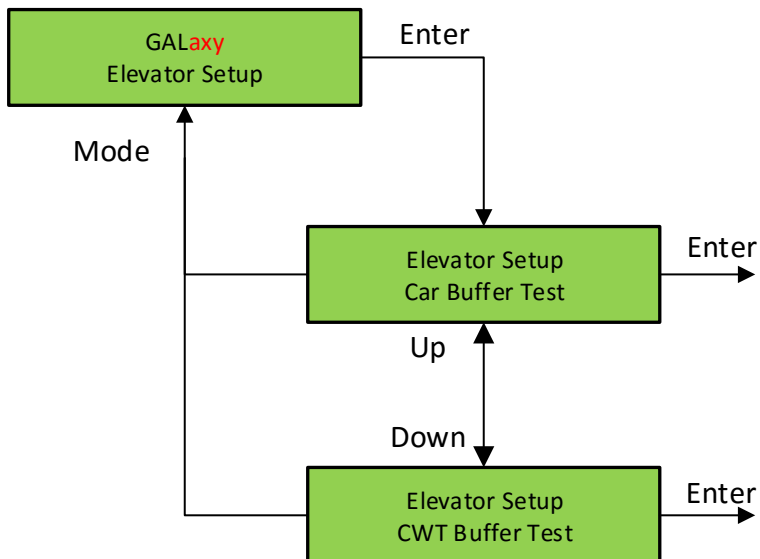 GALaxy
Elevator Setup
Enter
Mode
Elevator Setup
Car Buffer Test
Enter
Up
Down
Elevator Setup
CWT Buffer Test
Enter